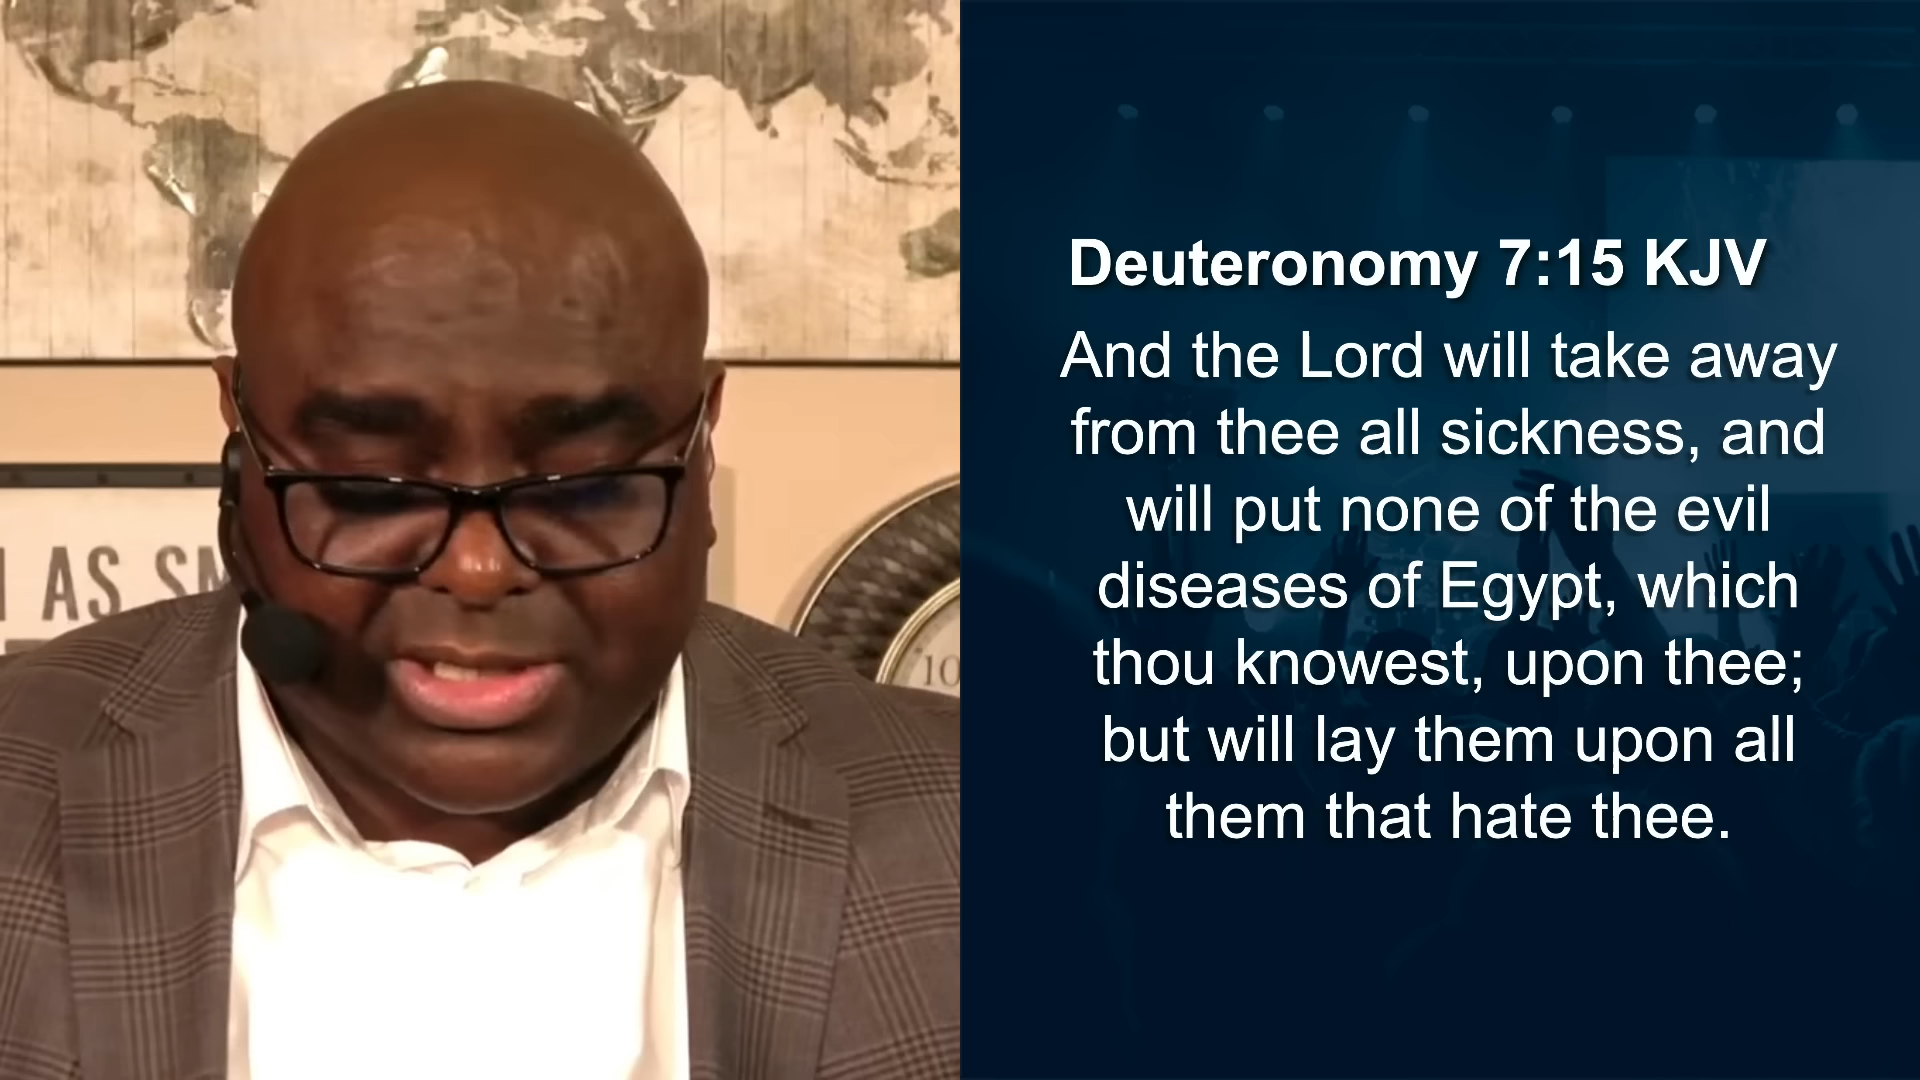 AS
10
Deuteronomy 7:15 KJV
And the Lord will take away
from thee all sickness, and
will put none of the evil
diseases of Egypt, which
thou knowest, upon thee;
but will lay them upon all
them that hate thee.